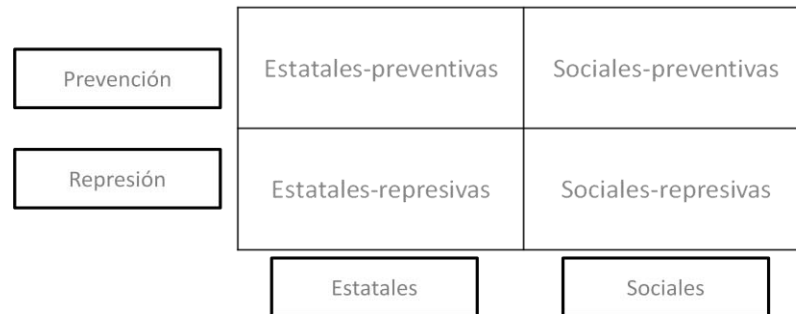 Prevención
Estatales-preventivas
Sociales-preventivas
Represión
Estatales-represivas
Sociales-represivas
Estatales
Sociales